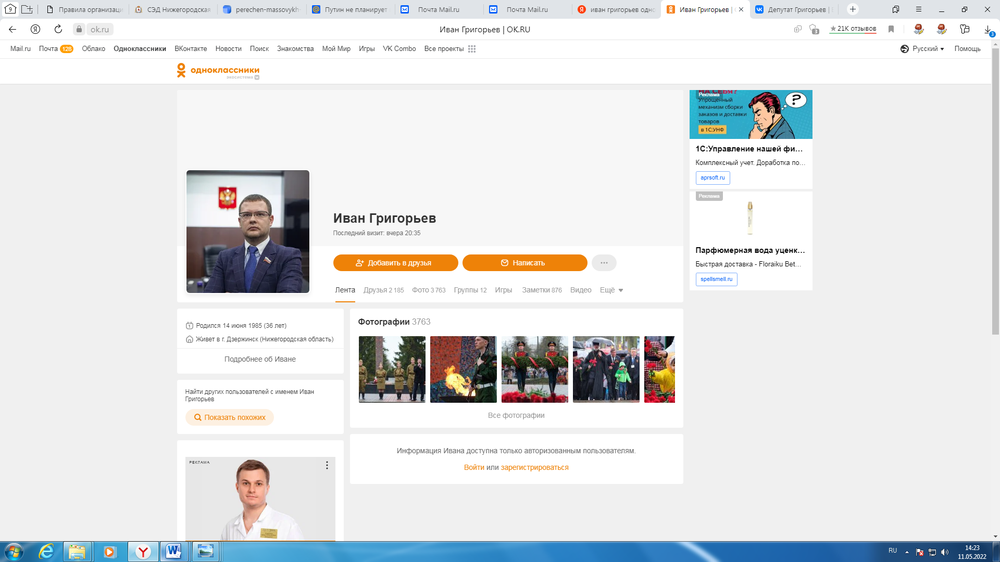 9
Правила организаци
СЭД Нижегородская
perechen-massovykh-
Путин не планирует
Почта Mail.ru
Почта Mail.ru
иван григорьев одно
Иван Григорьев |
Депутат Григорьев |
ok.ru
Иван Григорьев | OK.RU
3
★ 21K отзывов
3
Mail.ru Почта 128 Облако Одноклассники ВКонтакте Новости Поиск Знакомства Мой Мир Игры VK Combo Все проекты
Русский Помощь
одноклассники
экосистема
Иван Григорьев
Последний визит: вчера 20:35
Добавить в друзья
Написать
Лента Друзья 2 185 Фото 3 763 Группы 12 Игры Заметки 876 Видео Ещё
Родился 14 июня 1985 (36 лет)
Живет в г. Дзержинск (Нижегородская область)
Подробнее об Иване
Найти других пользователей с именем Иван
Григорьев
Показать похожих
РЕКЛАМА
Фотографии 3763
Все фотографии
Информация Ивана доступна только авторизованным пользователям.
Войти или зарегистрироваться
НА СЕБЯ?
Реклама
Упрощенный
механизм сборки
заказов и доставки
товаров
в 1С:УНФ
?
1С:Управление нашей фи...
Комплексный учет. Доработка по...
aprsoft.ru
Реклама
Парфюмерная вода уценк...
Быстрая доставка - Floraiku Bet...
spellsmell.ru
RU
14:23
11.05.2022